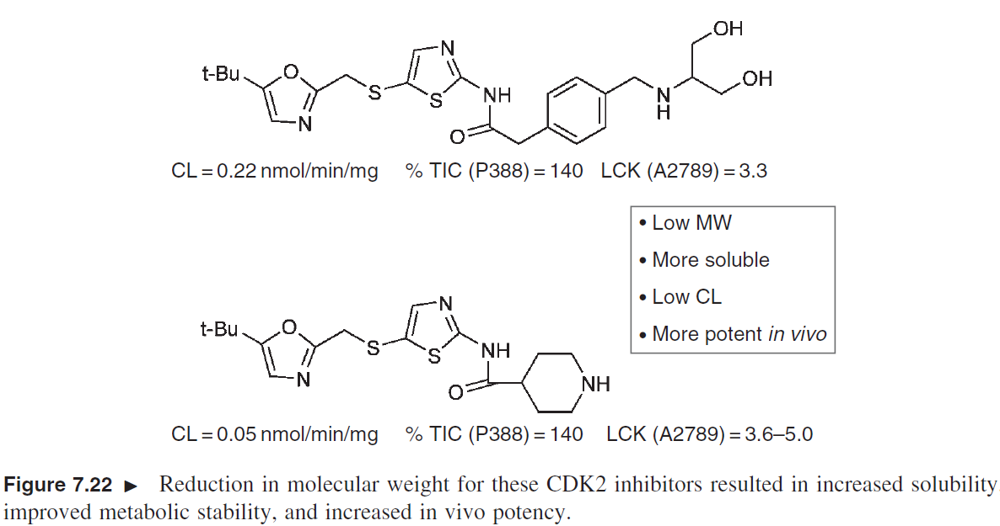 OH
t-Bu
O
N
S
N
S
NH
O
N
H
OH
CL = 0.22 nmol/min/mg % TIC (P388) = 140 LCK (A2789) = 3.3
• Low MW
• More soluble
• Low CL
• More potent in vivo
t-Bu
O
N
S
N
S
NH
O
NH
CL = 0.05 nmol/min/mg % TIC (P388) = 140 LCK (A2789) = 3.6–5.0
Figure 7.22 ► Reduction in molecular weight for these CDK2 inhibitors resulted in increased solubility
improved metabolic stability, and increased in vivo potency.